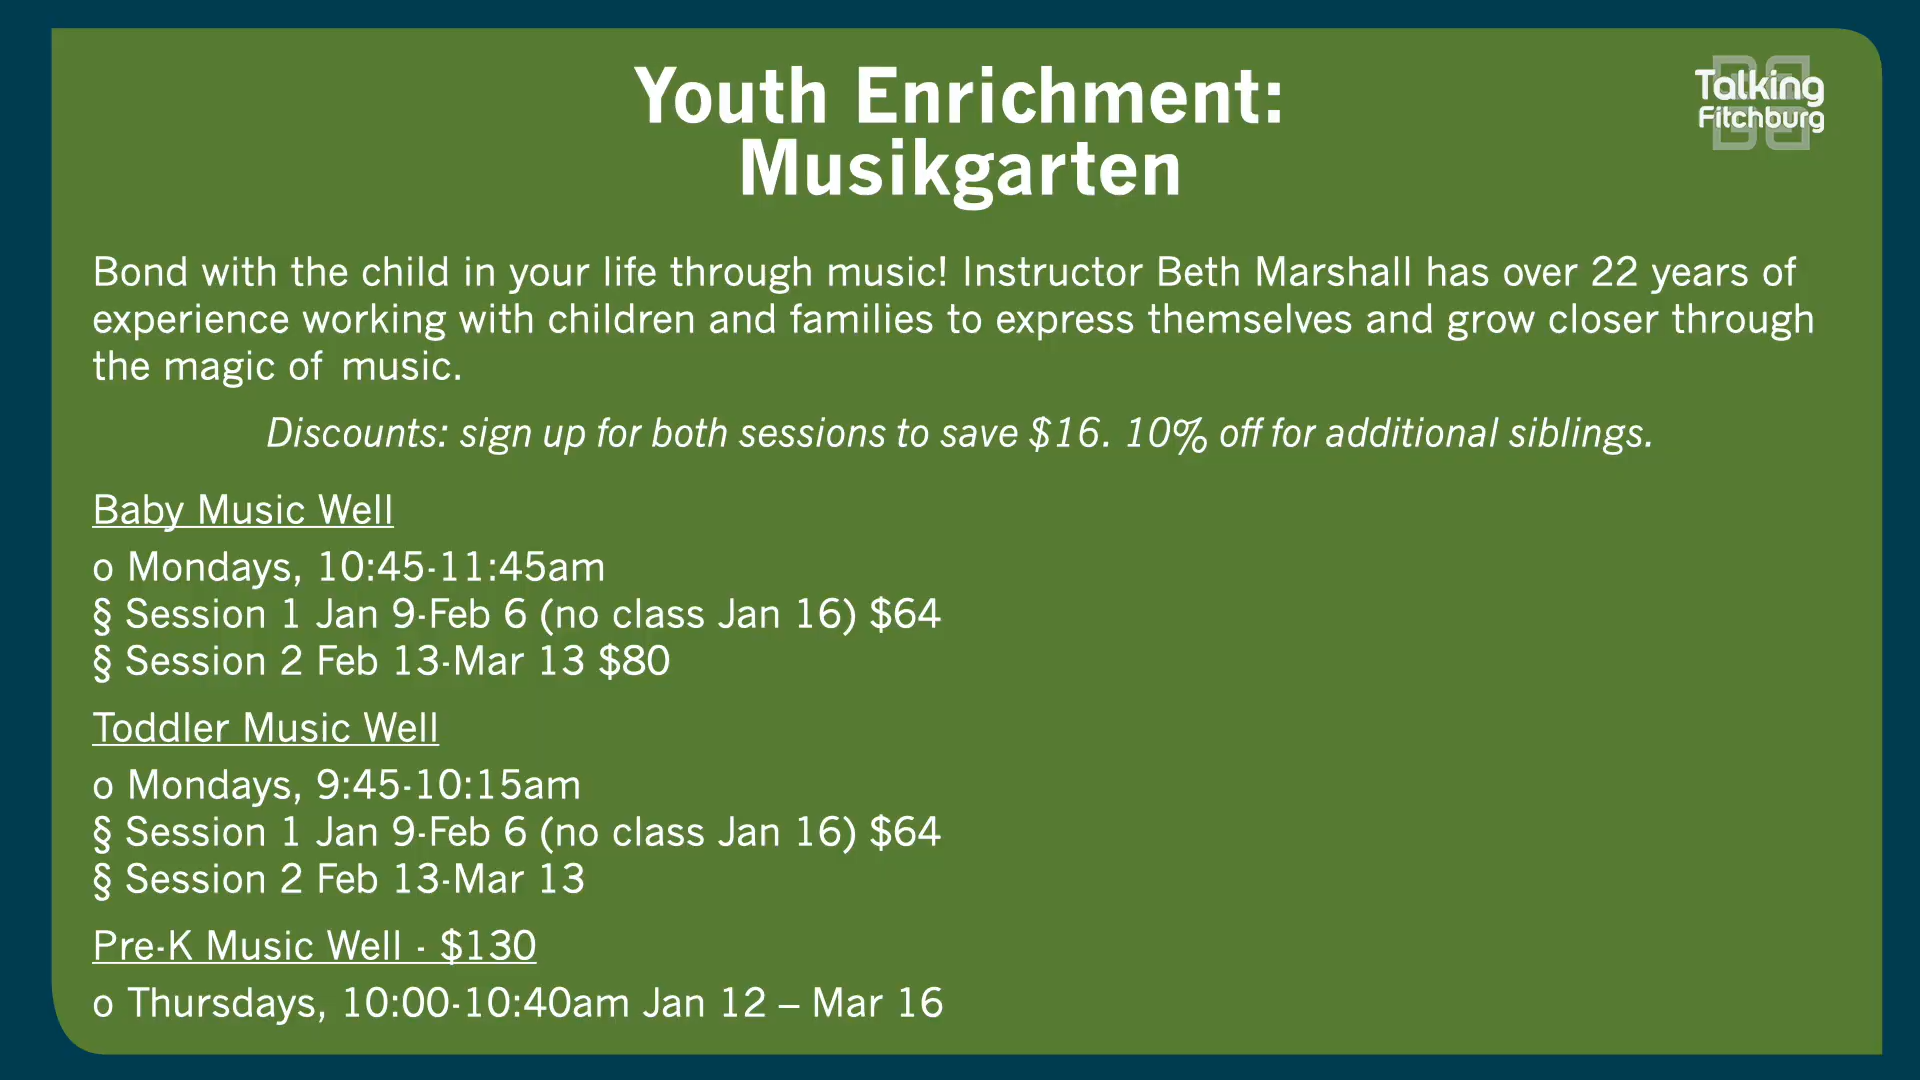 Youth Enrichment:
Musikgarten
Talking
Fitchburg
Bond with the child in your life through music! Instructor Beth Marshall has over 22 years of
experience working with children and families to express themselves and grow closer through
the magic of music.
Discounts: sign up for both sessions to save $16. 10% off for additional siblings.
Baby Music Well
o Mondays, 10:45-11:45am
§ Session 1 Jan 9-Feb 6 (no class Jan 16) $64
§ Session 2 Feb 13-Mar 13 $80
Toddler Music Well
o Mondays, 9:45-10:15am
§ Session 1 Jan 9-Feb 6 (no class Jan 16) $64
§ Session 2 Feb 13-Mar 13
Pre-K Music Well - $130
o Thursdays, 10:00-10:40am Jan 12 – Mar 16